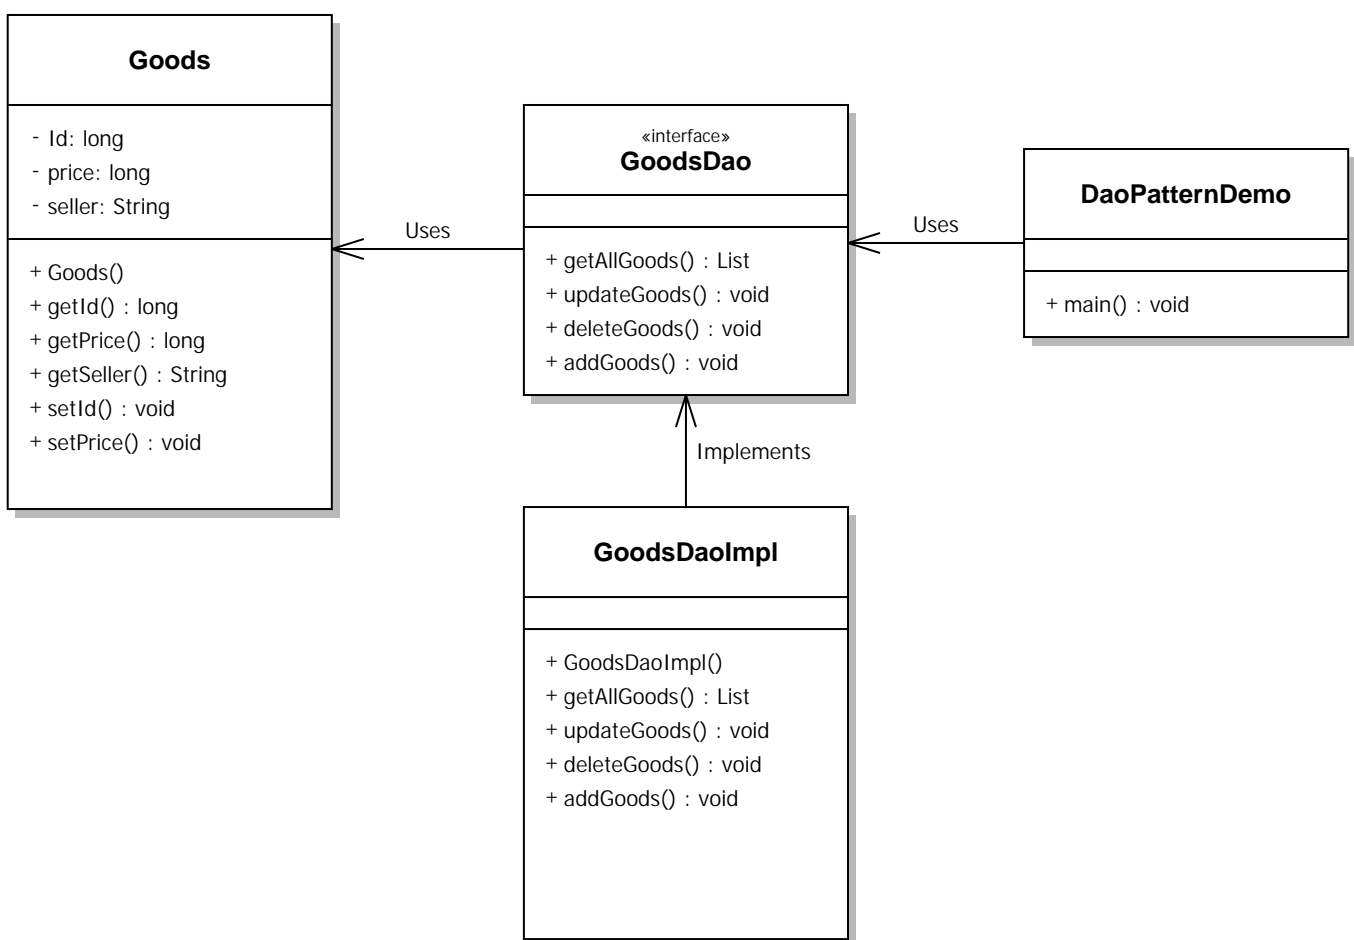 Goods
- Id: long
- price: long
- seller: String
+ Goods()
+ getId() : long
+ getPrice() : long
+ getSeller() : String
+ setId() : void
+ setPrice() : void
Uses
«interface»
GoodsDao
+ getAllGoods() : List
+ updateGoods() : void
+ deleteGoods() : void
+ addGoods() : void
Uses
DaoPatternDemo
+ main() : void
Implements
GoodsDaoImpl
+ GoodsDaoImpl()
+ getAllGoods() : List
+ updateGoods() : void
+ deleteGoods() : void
+ addGoods() : void